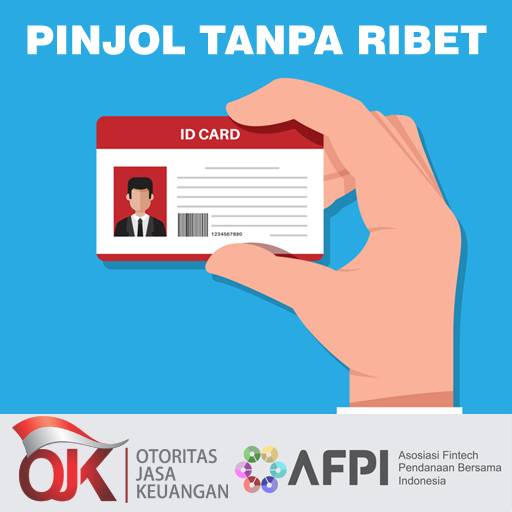 PINJOL TANPA RIBET
ID CARD
1234567890
OJK
OTORITAS
JASA
KEUANGAN
AFPI
Asosiasi Fintech
Pendanaan Bersama
Indonesia